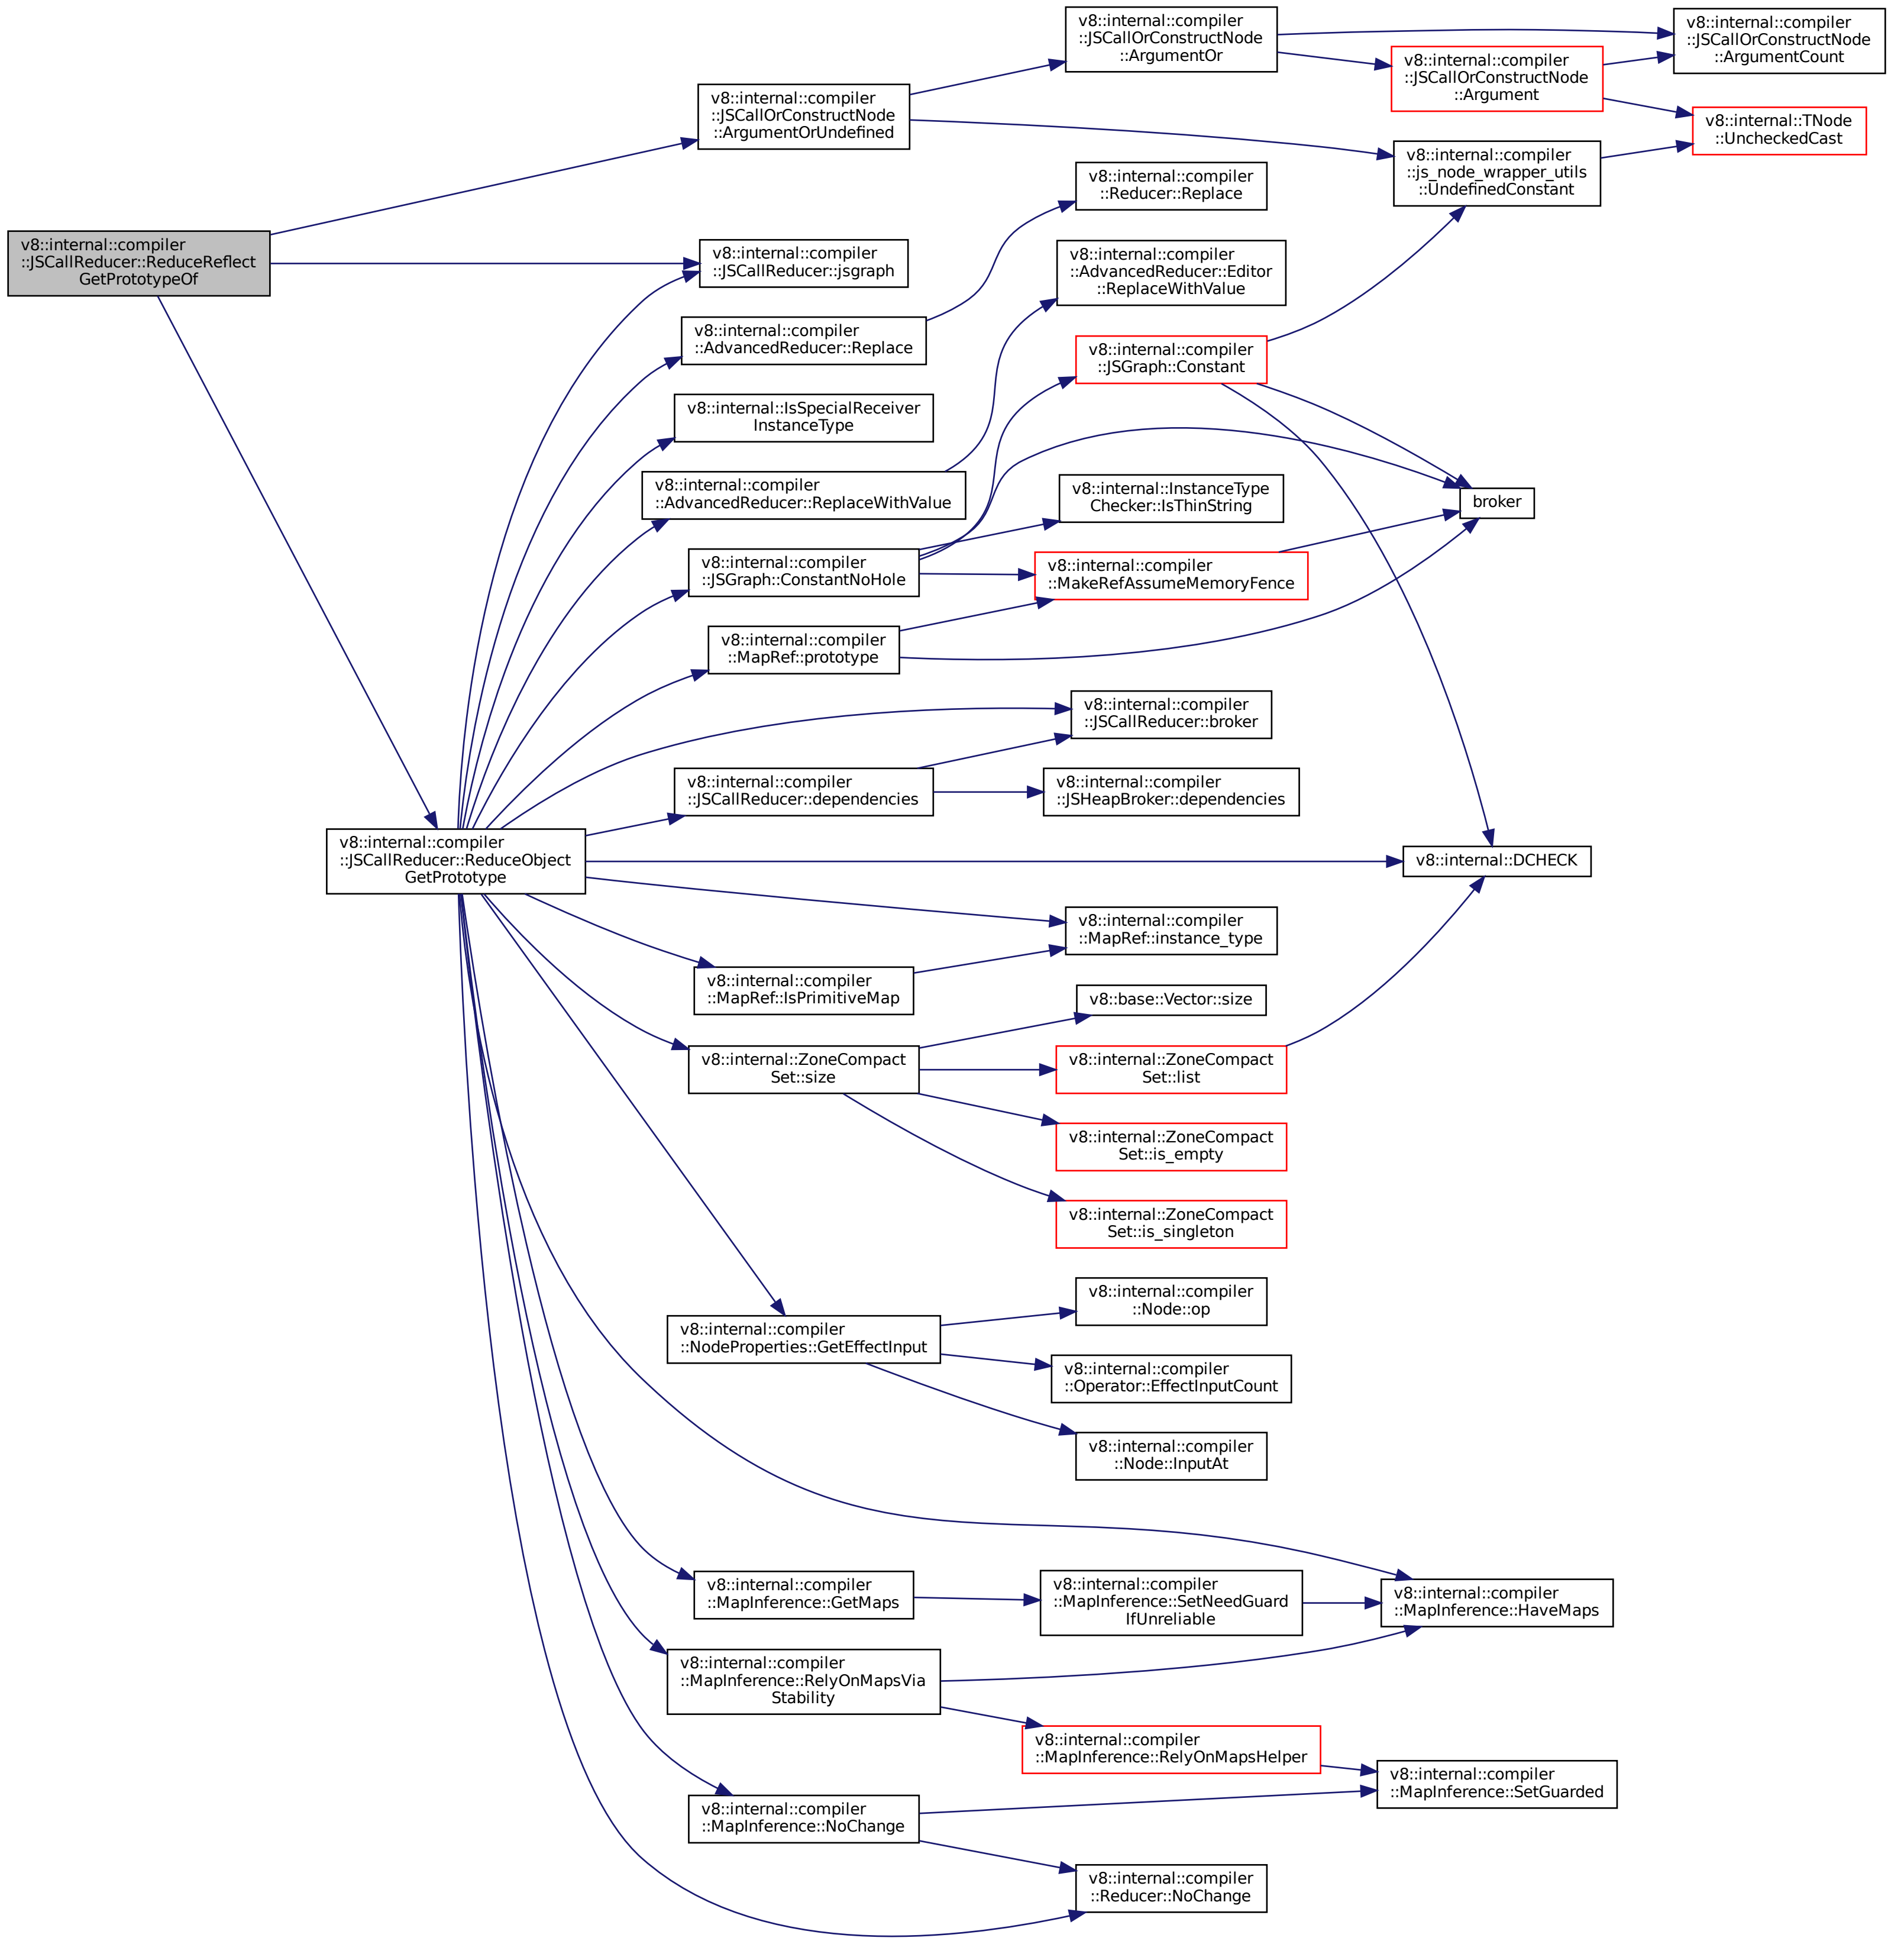 v8::internal::compiler
::JSCallReducer::ReduceReflect
GetPrototypeOf
v8::internal::compiler
::JSCallOrConstructNode
::ArgumentOrUndefined
v8::internal::compiler
::JSCallOrConstructNode
::ArgumentOr
v8::internal::compiler
::JSCallOrConstructNode
::ArgumentCount
v8::internal::compiler
::JSCallOrConstructNode
::Argument
v8::internal::TNode
::UncheckedCast
v8::internal::compiler
::js_node_wrapper_utils
::UndefinedConstant
v8::internal::compiler
::JSCallReducer::jsgraph
v8::internal::compiler
::JSCallReducer::ReduceObject
GetPrototype
v8::internal::compiler
::AdvancedReducer::Replace
v8::internal::compiler
::Reducer::Replace
v8::internal::IsSpecialReceiver
InstanceType
v8::internal::compiler
::AdvancedReducer::ReplaceWithValue
v8::internal::compiler
::AdvancedReducer::Editor
::ReplaceWithValue
v8::internal::compiler
::JSGraph::ConstantNoHole
v8::internal::compiler
::JSGraph::Constant
v8::internal::InstanceType
Checker::IsThinString
v8::internal::compiler
::MakeRefAssumeMemoryFence
broker
v8::internal::compiler
::MapRef::prototype
v8::internal::compiler
::JSCallReducer::broker
v8::internal::compiler
::JSCallReducer::dependencies
v8::internal::compiler
::JSHeapBroker::dependencies
v8::internal::DCHECK
v8::internal::compiler
::MapRef::instance_type
v8::internal::compiler
::MapRef::IsPrimitiveMap
v8::internal::ZoneCompact
Set::size
v8::base::Vector::size
v8::internal::ZoneCompact
Set::list
v8::internal::ZoneCompact
Set::is_empty
v8::internal::ZoneCompact
Set::is_singleton
v8::internal::compiler
::NodeProperties::GetEffectInput
v8::internal::compiler
::Node::op
v8::internal::compiler
::Operator::EffectInputCount
v8::internal::compiler
::Node::InputAt
v8::internal::compiler
::MapInference::GetMaps
v8::internal::compiler
::MapInference::SetNeedGuard
IfUnreliable
v8::internal::compiler
::MapInference::HaveMaps
v8::internal::compiler
::MapInference::RelyOnMapsVia
Stability
v8::internal::compiler
::MapInference::RelyOnMapsHelper
v8::internal::compiler
::MapInference::SetGuarded
v8::internal::compiler
::MapInference::NoChange
v8::internal::compiler
::Reducer::NoChange